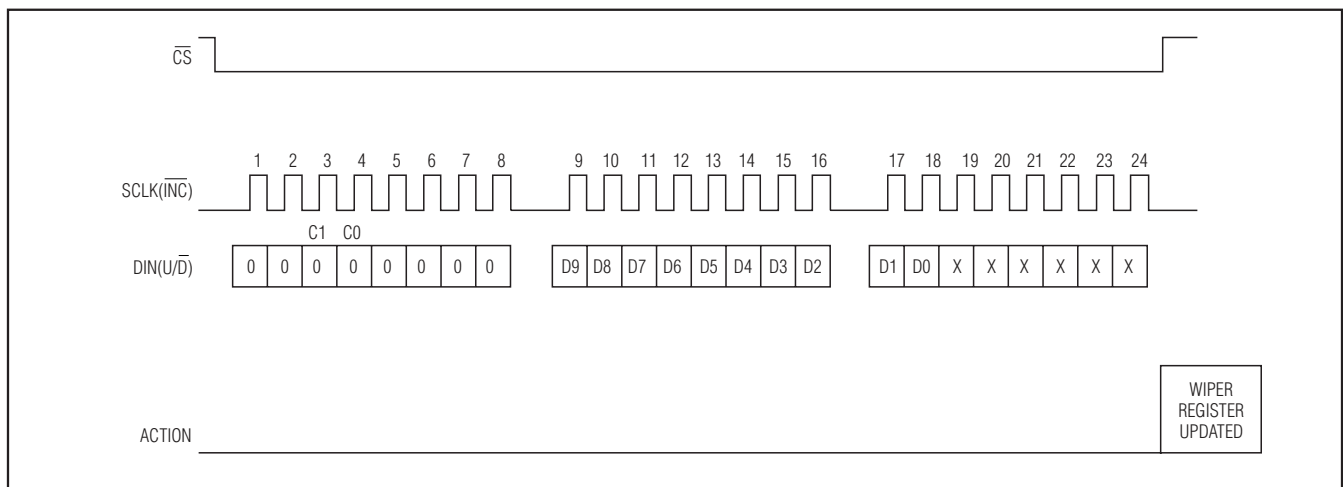 C̅S̅
1 2 3 4 5 6 7 8 9 10 11 12 13 14 15 16 17 18 19 20 21 22 23 24
SCLK(I̅N̅C̅)
C1 C0
DIN(U/D̅) 0 0 0 0 0 0 0 0 D9 D8 D7 D6 D5 D4 D3 D2 D1 D0 X X X X X X
WIPER
REGISTER
UPDATED
ACTION